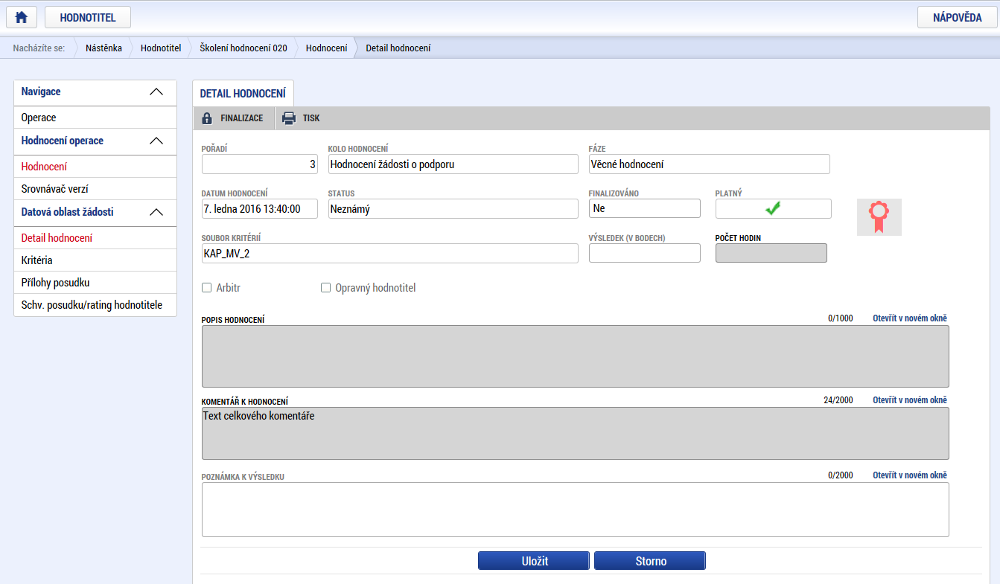 HODNOTITEL
NÁPOVĚDA
Nacházíte se: Nástěnka Hodnotitel Školení hodnocení 020 Hodnocení Detail hodnocení
Navigace
Operace
Hodnocení operace
Hodnocení
Srovnávač verzí
Datová oblast žádosti
Detail hodnocení
Kritéria
Přílohy posudku
Schv. posudku/rating hodnotitele
DETAIL HODNOCENÍ
FINALIZACE TISK
POŘADÍ KOLO HODNOCENÍ FÁZE
3 Hodnocení žádosti o podporu Věcné hodnocení
DATUM HODNOCENÍ STATUS FINALIZOVÁNO PLATNÝ
7. ledna 2016 13:40:00 Neznámý Ne
SOUBOR KRITÉRIÍ VÝSLEDEK (V BODECH) POČET HODIN
KAP_MV_2
Arbitr Opravný hodnotitel
POPIS HODNOCENÍ 0/1000 Otevřít v novém okně
KOMENTÁŘ K HODNOCENÍ 24/2000 Otevřít v novém okně
Text celkového komentáře
POZNÁMKA K VÝSLEDKU 0/2000 Otevřít v novém okně
Uložit Storno